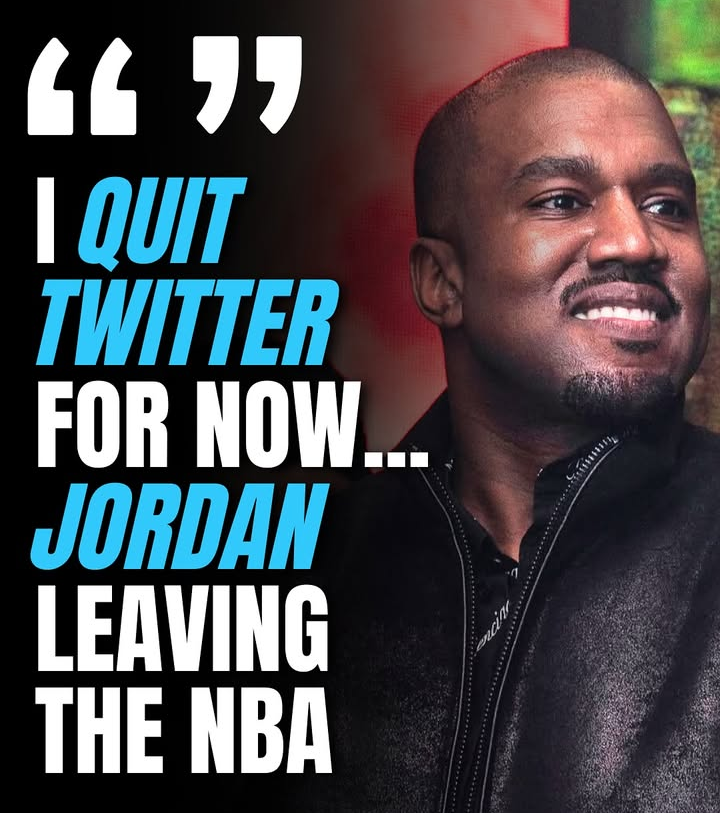 “ ”
I QUIT
TWITTER
FOR NOW...
JORDAN
LEAVING
THE NBA